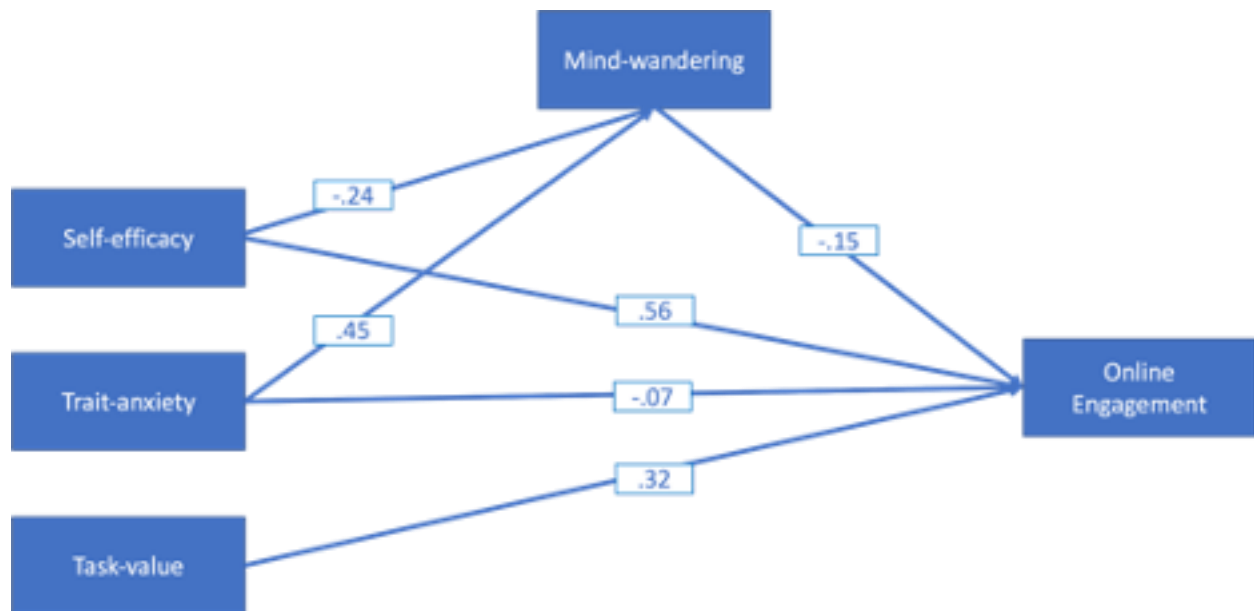 Mind-wandering
-.24
Self-efficacy
-.15
.56
.45
Online
Engagement
Trait-anxiety
-.07
.32
Task-value